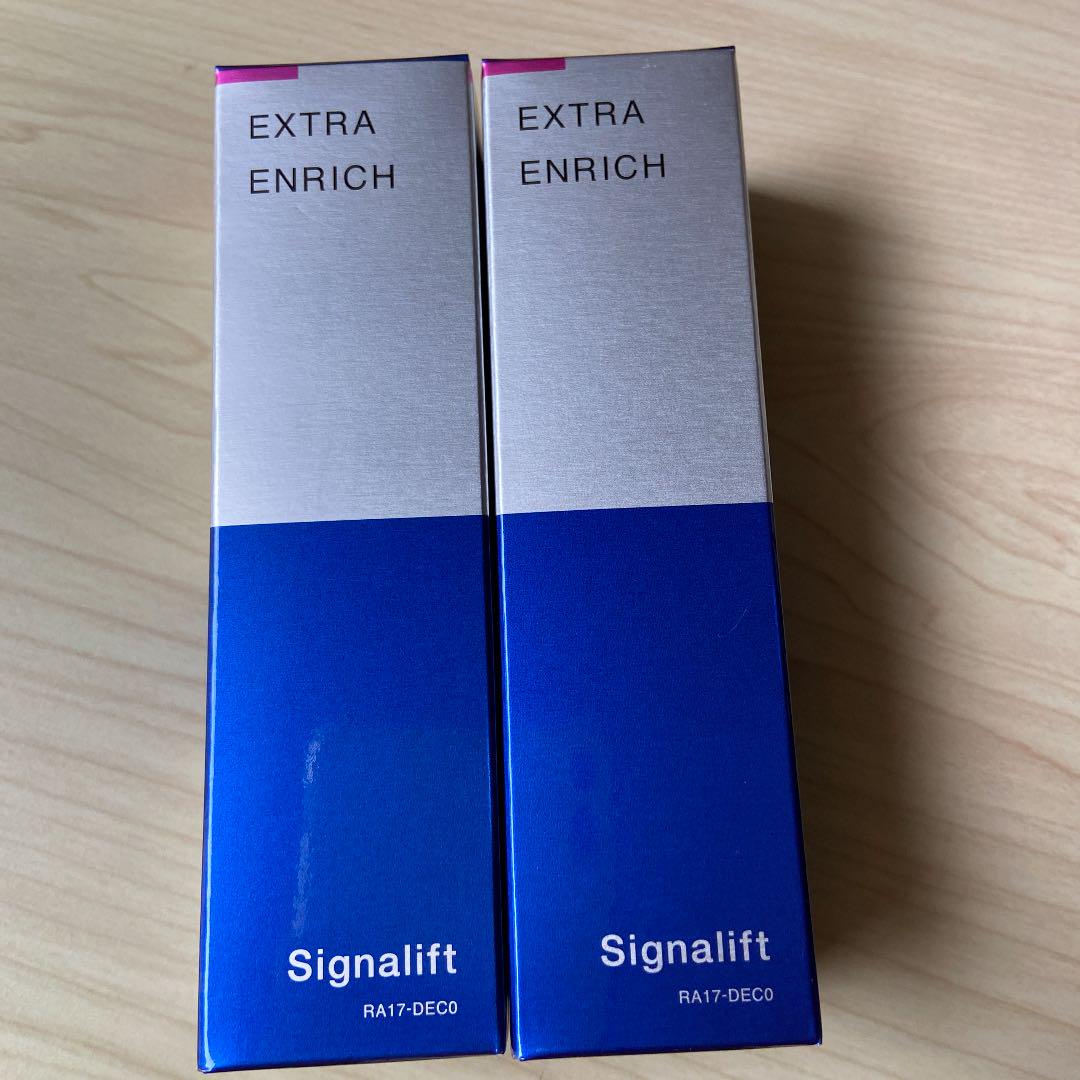 EXTRA
ENRICH
Signalift
RA17-DEC0
EXTRA
ENRICH
Signalift
RA17-DEC0